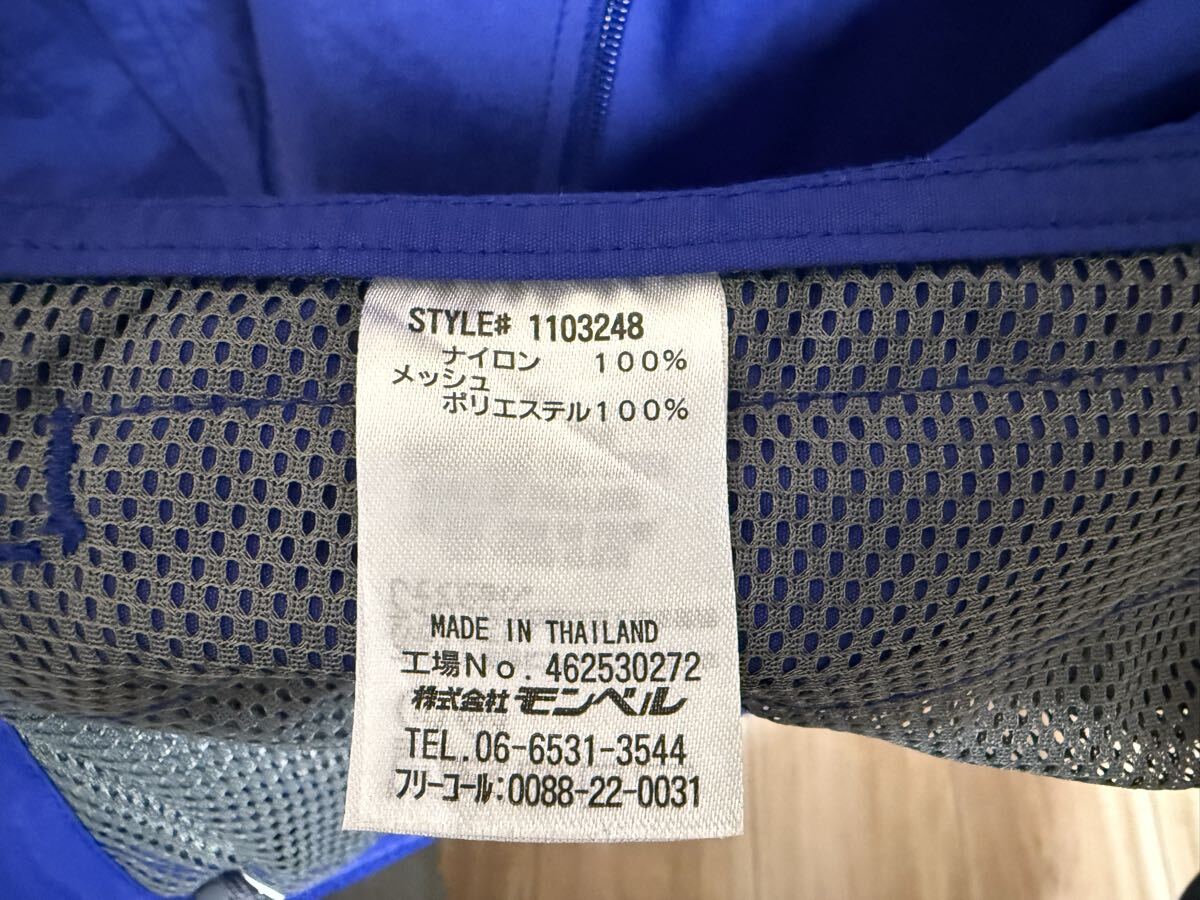 STYLE# 1103248
ナイロン 100%
メッシュ
ポリエステル100%
MADE IN THAILAND
工場No. 462530272
株式会社モンベル
TEL.06-6531-3544
フリーコール:0088-22-0031